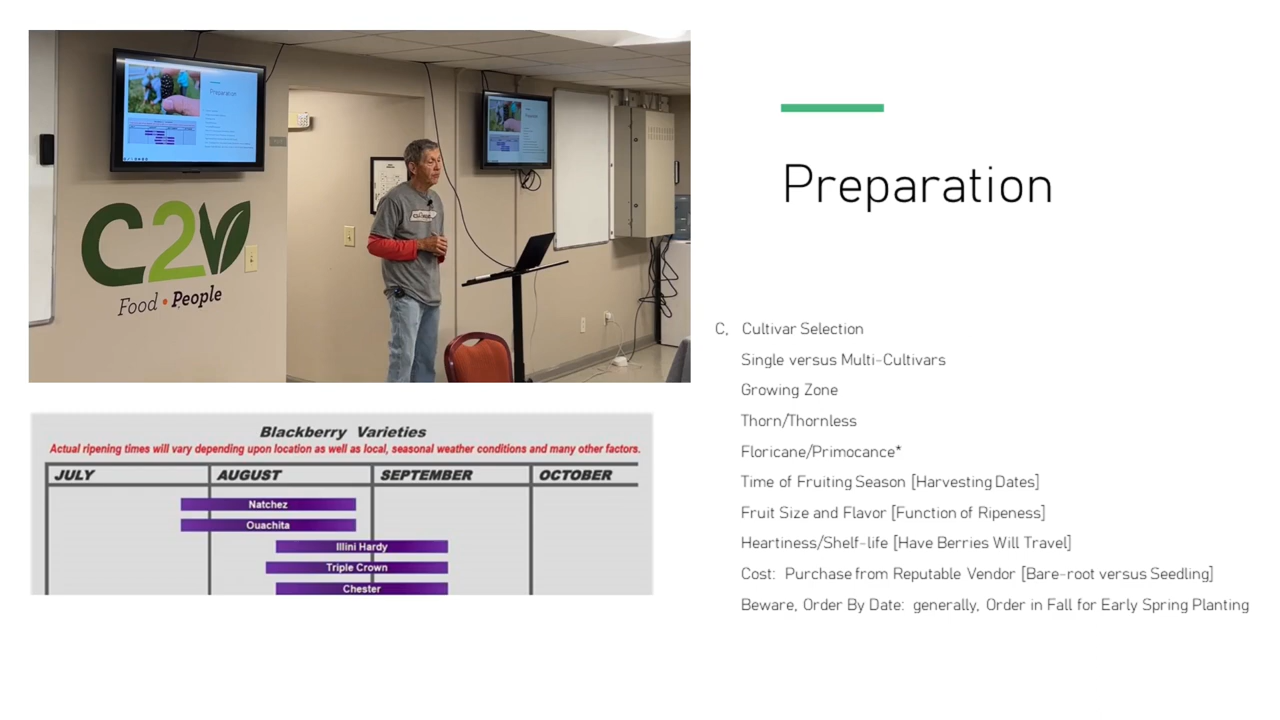 Preparation
C2V
Food • People
Preparation
C, Cultivar Selection
Single versus Multi-Cultivars
Growing Zone
Thorn/Thornless
Floricane/Primocance*
Time of Fruiting Season [Harvesting Dates]
Fruit Size and Flavor [Function of Ripeness]
Heartiness/Shelf-life [Have Berries Will Travel]
Cost: Purchase from Reputable Vendor [Bare-root versus Seedling]
Beware, Order By Date: generally, Order in Fall for Early Spring Planting
Blackberry Varieties
Actual ripening times will vary depending upon location as well as local, seasonal weather conditions and many other factors.
JULY AUGUST SEPTEMBER OCTOBER
Natchez
Ouachita
Illini Hardy
Triple Crown
Chester